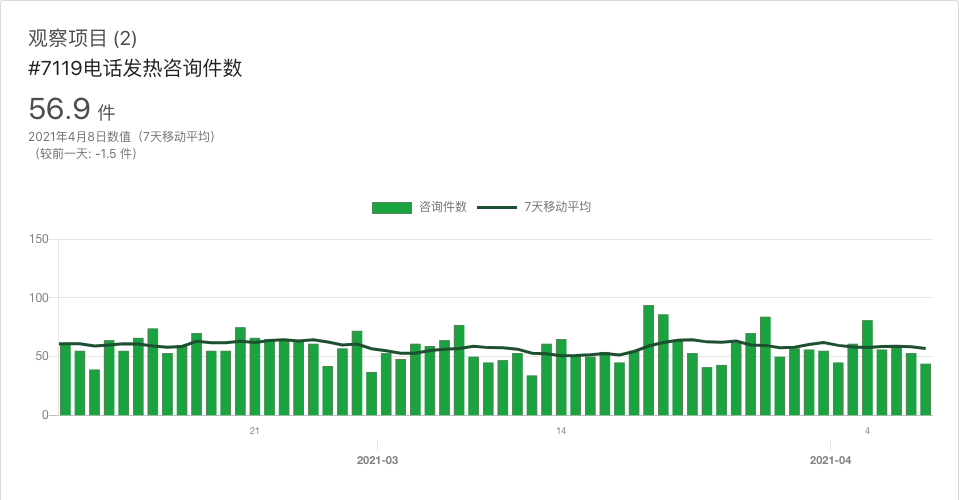 观察项目 (2)
#7119电话发热咨询件数
56.9 件
2021年4月8日数值（7天移动平均）
（较前一天: -1.5 件）
咨询件数 7天移动平均
150
100
50
0
21 14 4
2021-03 2021-04